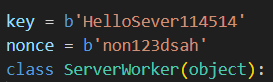 key = b'HelloSever114514'
nonce = b'non123dsah'
class ServerWorker(object):